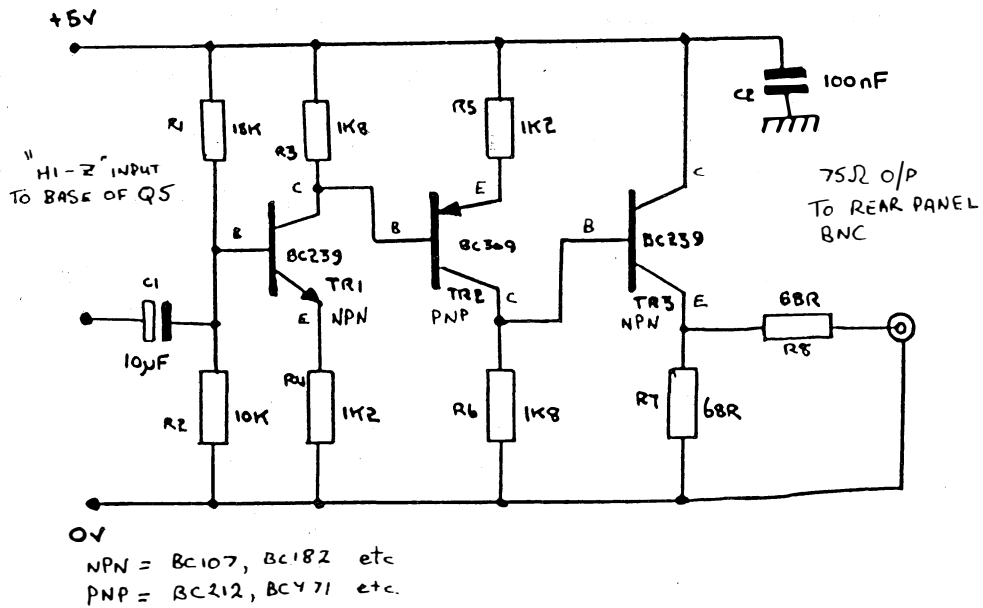 +5V
C2
100nF
R1
18K
R3
1K8
R5
1K2
"HI-Z" INPUT
TO BASE OF Q5
75Ω O/P
TO REAR PANEL
BNC
C
E
C
B
B
B
BC239
BC309
BC239
C1
10µF
TR1
NPN
E
TR2
PNP
C
TR3
NPN
E
68R
R8
R2
10K
R4
1K2
R6
1K8
R7
68R
0V
NPN = BC107, BC182 etc
PNP = BC212, BCY71 etc.